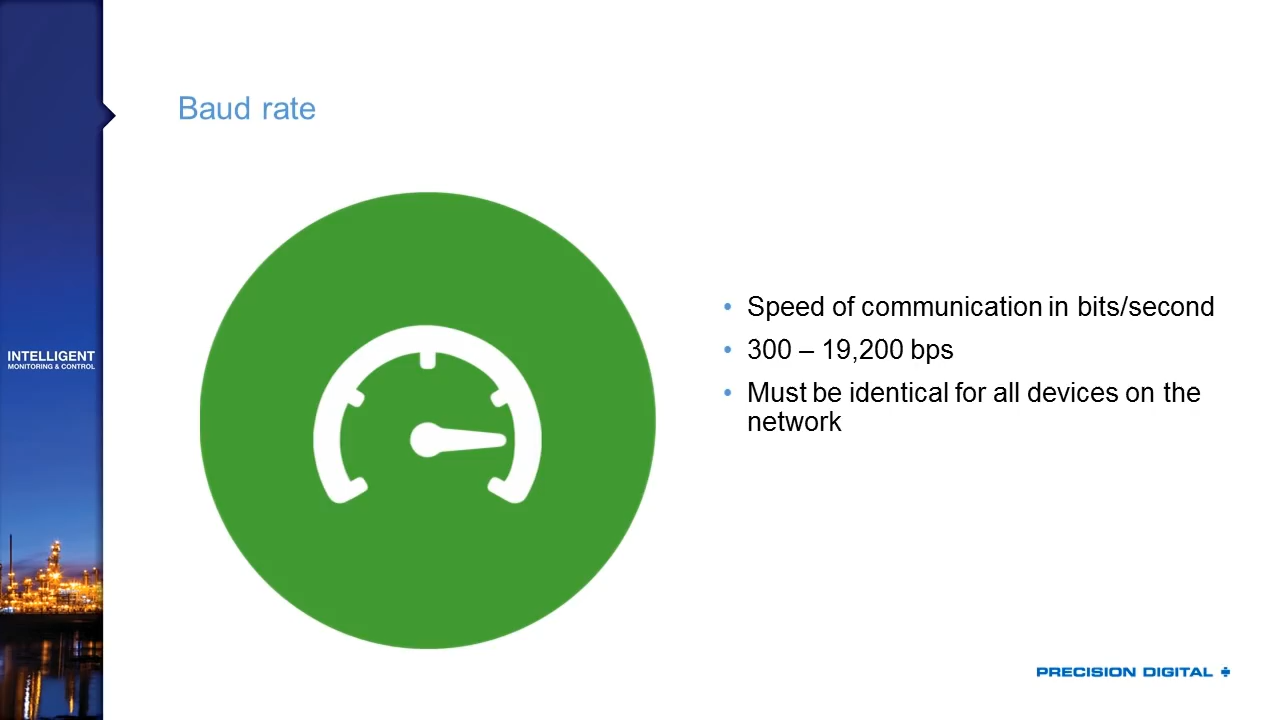 Baud rate
• Speed of communication in bits/second
• 300 – 19,200 bps
• Must be identical for all devices on the
network
INTELLIGENT
MONITORING & CONTROL
PRECISION DIGITAL